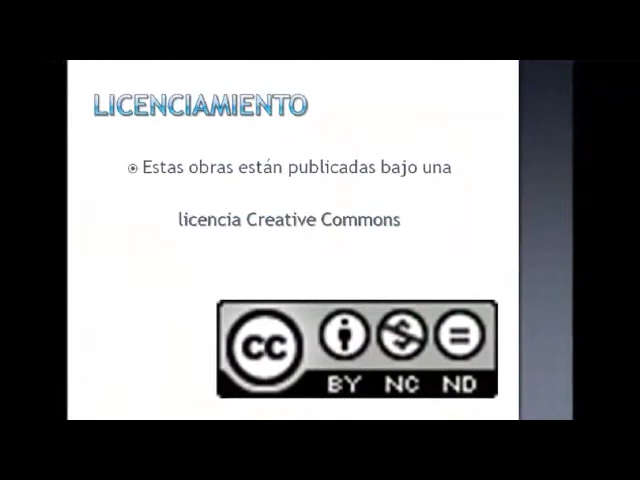 LICENCIAMIENTO
Estas obras están publicadas bajo una
licencia Creative Commons
cc
BY NC ND